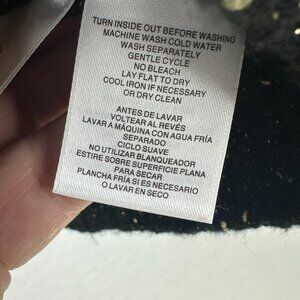 TURN INSIDE OUT BEFORE WASHING
MACHINE WASH COLD WATER
WASH SEPARATELY
GENTLE CYCLE
NO BLEACH
LAY FLAT TO DRY
COOL IRON IF NECESSARY
OR DRY CLEAN
ANTES DE LAVAR
VOLTEAR AL REVÉS
LAVAR A MÁQUINA CON AGUA FRÍA
SEPARADO
CICLO SUAVE
NO UTILIZAR BLANQUEADOR
ESTIRE SOBRE SUPERFICIE PLANA
PARA SECAR
PLANCHA FRÍA SI ES NECESARIO
O LAVAR EN SECO